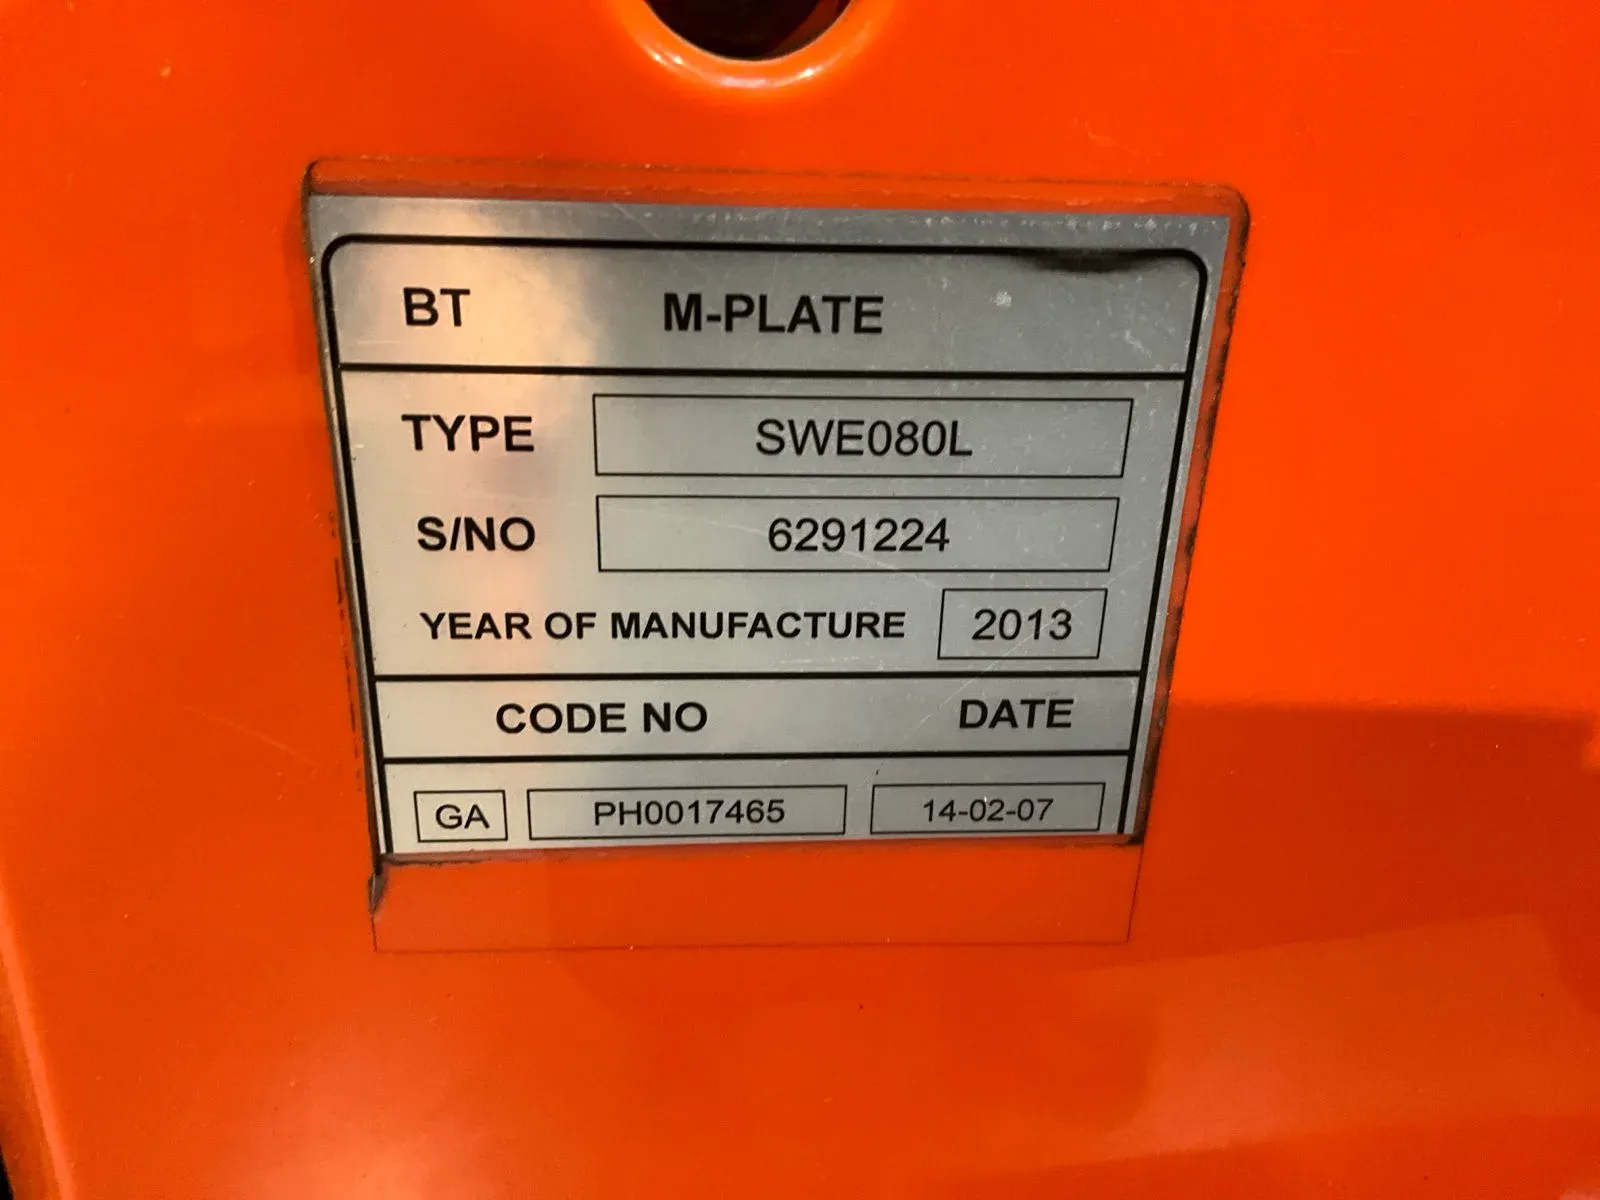 BT M-PLATE
TYPE SWE080L
S/NO 6291224
YEAR OF MANUFACTURE 2013
CODE NO DATE
GA PH0017465 14-02-07